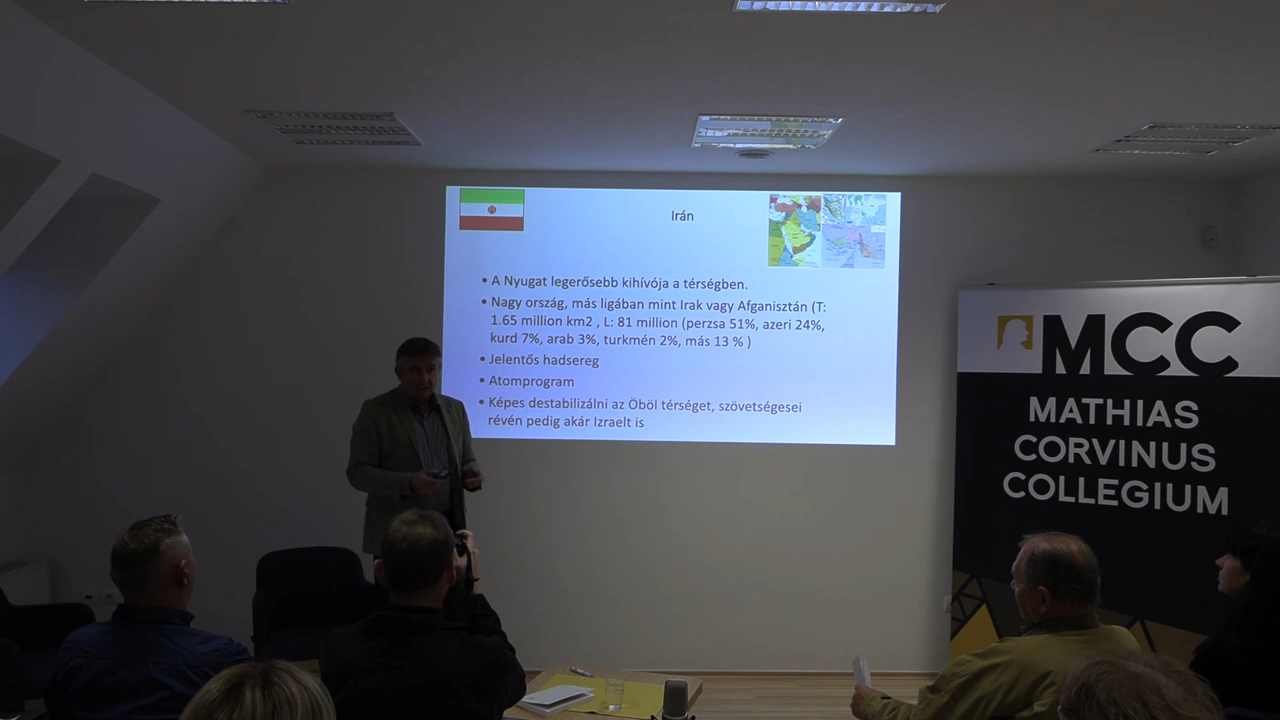 Irán
• A Nyugat legerősebb kihívója a térségben.
• Nagy ország, más ligában mint Irak vagy Afganisztán (T:
1.65 million km2 , L: 81 million (perzsa 51%, azeri 24%,
kurd 7%, arab 3%, turkmén 2%, más 13 % )
• Jelentős hadsereg
• Atomprogram
• Képes destabilizálni az Öböl térséget, szövetségesei
révén pedig akár Izraelt is
MCC
MATHIAS
CORVINUS
COLLEGIUM